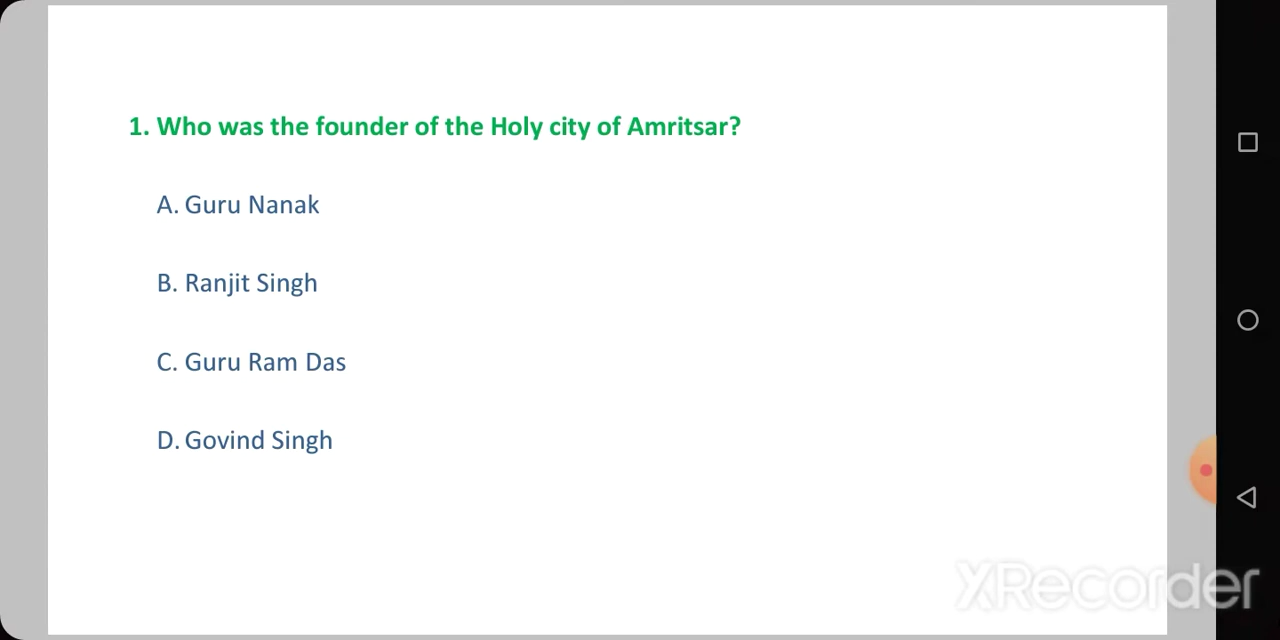 1. Who was the founder of the Holy city of Amritsar?
A. Guru Nanak
B. Ranjit Singh
C. Guru Ram Das
D. Govind Singh
XRecorder